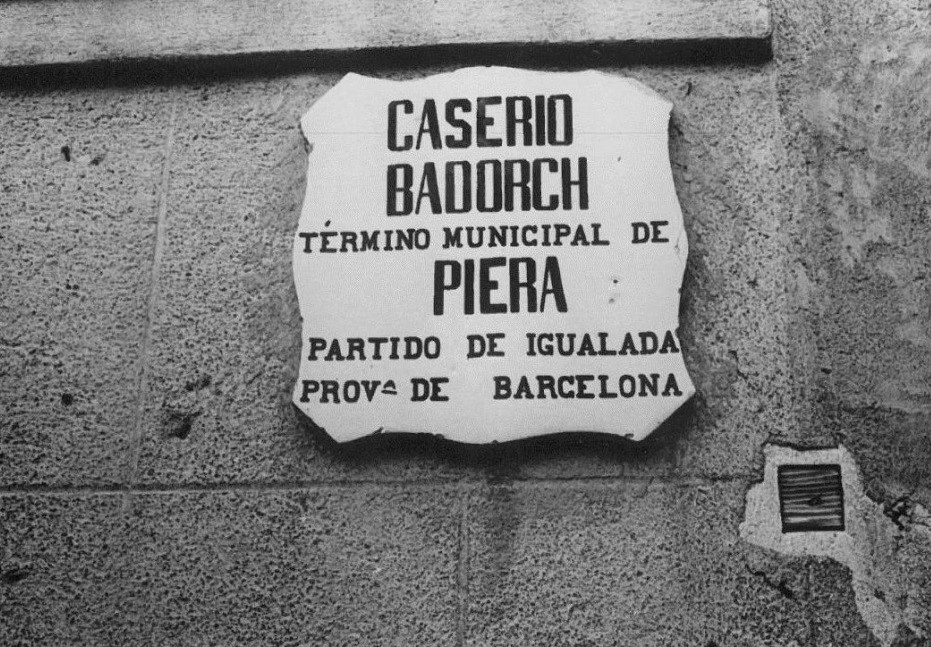 CASERIO
BADORCH
TÉRMINO MUNICIPAL DE
PIERA
PARTIDO DE IGUALADA
PROVª DE BARCELONA